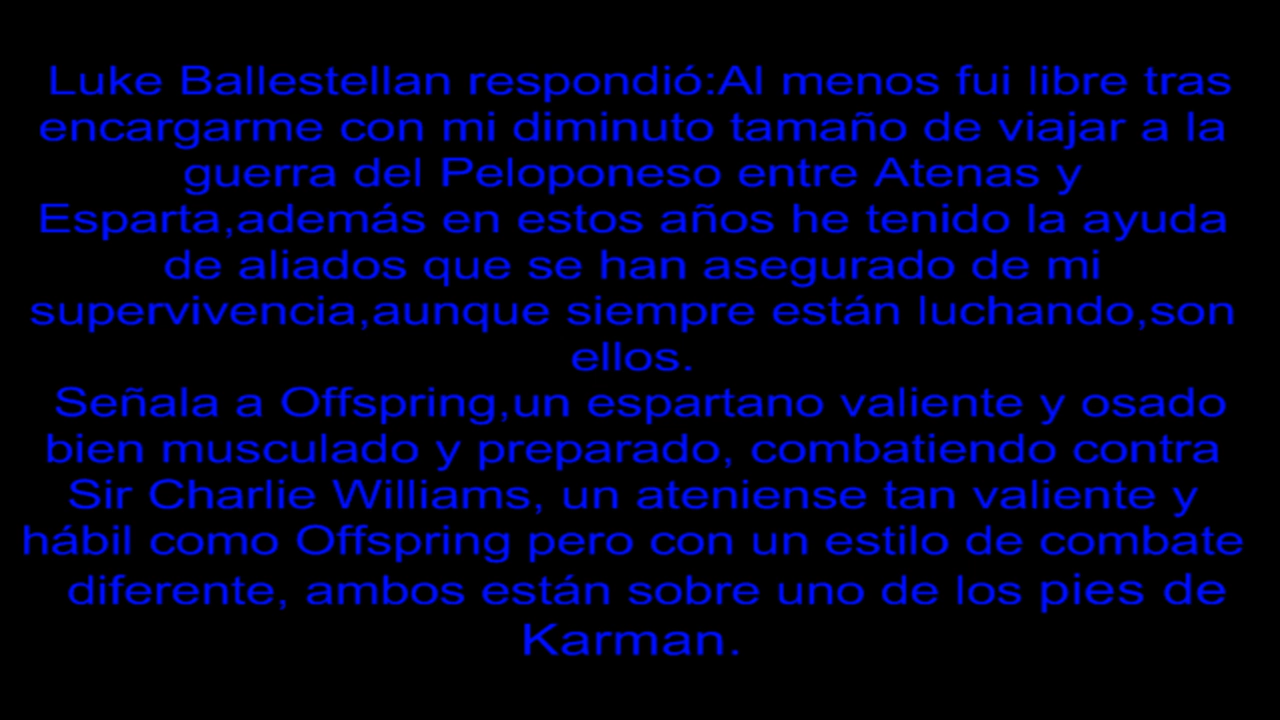 Luke Ballestellan respondió:Al menos fui libre tras
encargarme con mi diminuto tamaño de viajar a la
guerra del Peloponeso entre Atenas y
Esparta,además en estos años he tenido la ayuda
de aliados que se han asegurado de mi
supervivencia,aunque siempre están luchando,son
ellos.
Señala a Offspring,un espartano valiente y osado
bien musculado y preparado, combatiendo contra
Sir Charlie Williams, un ateniense tan valiente y
hábil como Offspring pero con un estilo de combate
diferente, ambos están sobre uno de los pies de
Karman.